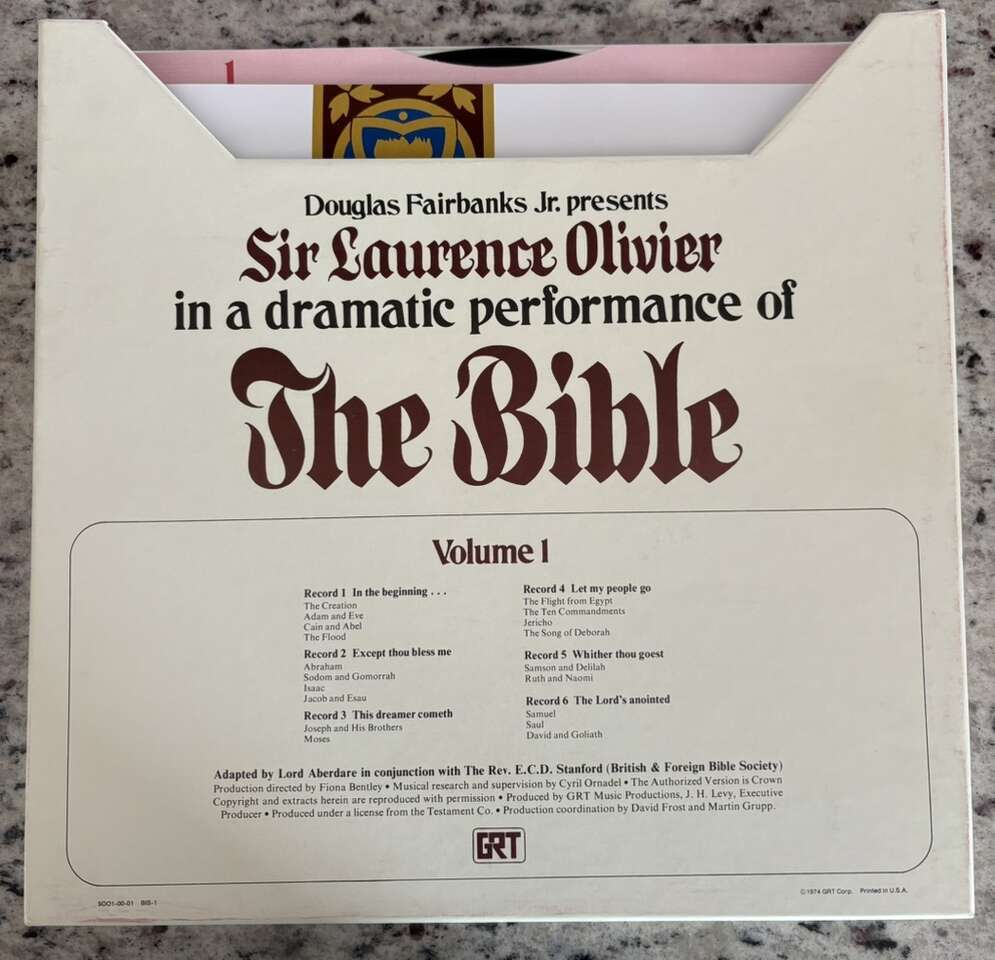 Douglas Fairbanks Jr. presents
Sir Laurence Olivier
in a dramatic performance of
The Bible
Volume 1
Record 1 In the beginning . . .
The Creation
Adam and Eve
Cain and Abel
The Flood
Record 2 Except thou bless me
Abraham
Sodom and Gomorrah
Isaac
Jacob and Esau
Record 3 This dreamer cometh
Joseph and His Brothers
Moses
Record 4 Let my people go
The Flight from Egypt
The Ten Commandments
Jericho
The Song of Deborah
Record 5 Whither thou goest
Samson and Delilah
Ruth and Naomi
Record 6 The Lord's anointed
Samuel
Saul
David and Goliath
Adapted by Lord Aberdare in conjunction with The Rev. E.C.D. Stanford (British & Foreign Bible Society)
Production directed by Fiona Bentley • Musical research and supervision by Cyril Ornadel • The Authorized Version is Crown
Copyright and extracts herein are reproduced with permission • Produced by GRT Music Productions, J. H. Levy, Executive
Producer • Produced under a license from the Testament Co. • Production coordination by David Frost and Martin Grupp.
GRT
©1974 GRT Corp. Printed in U.S.A.
BIS-1